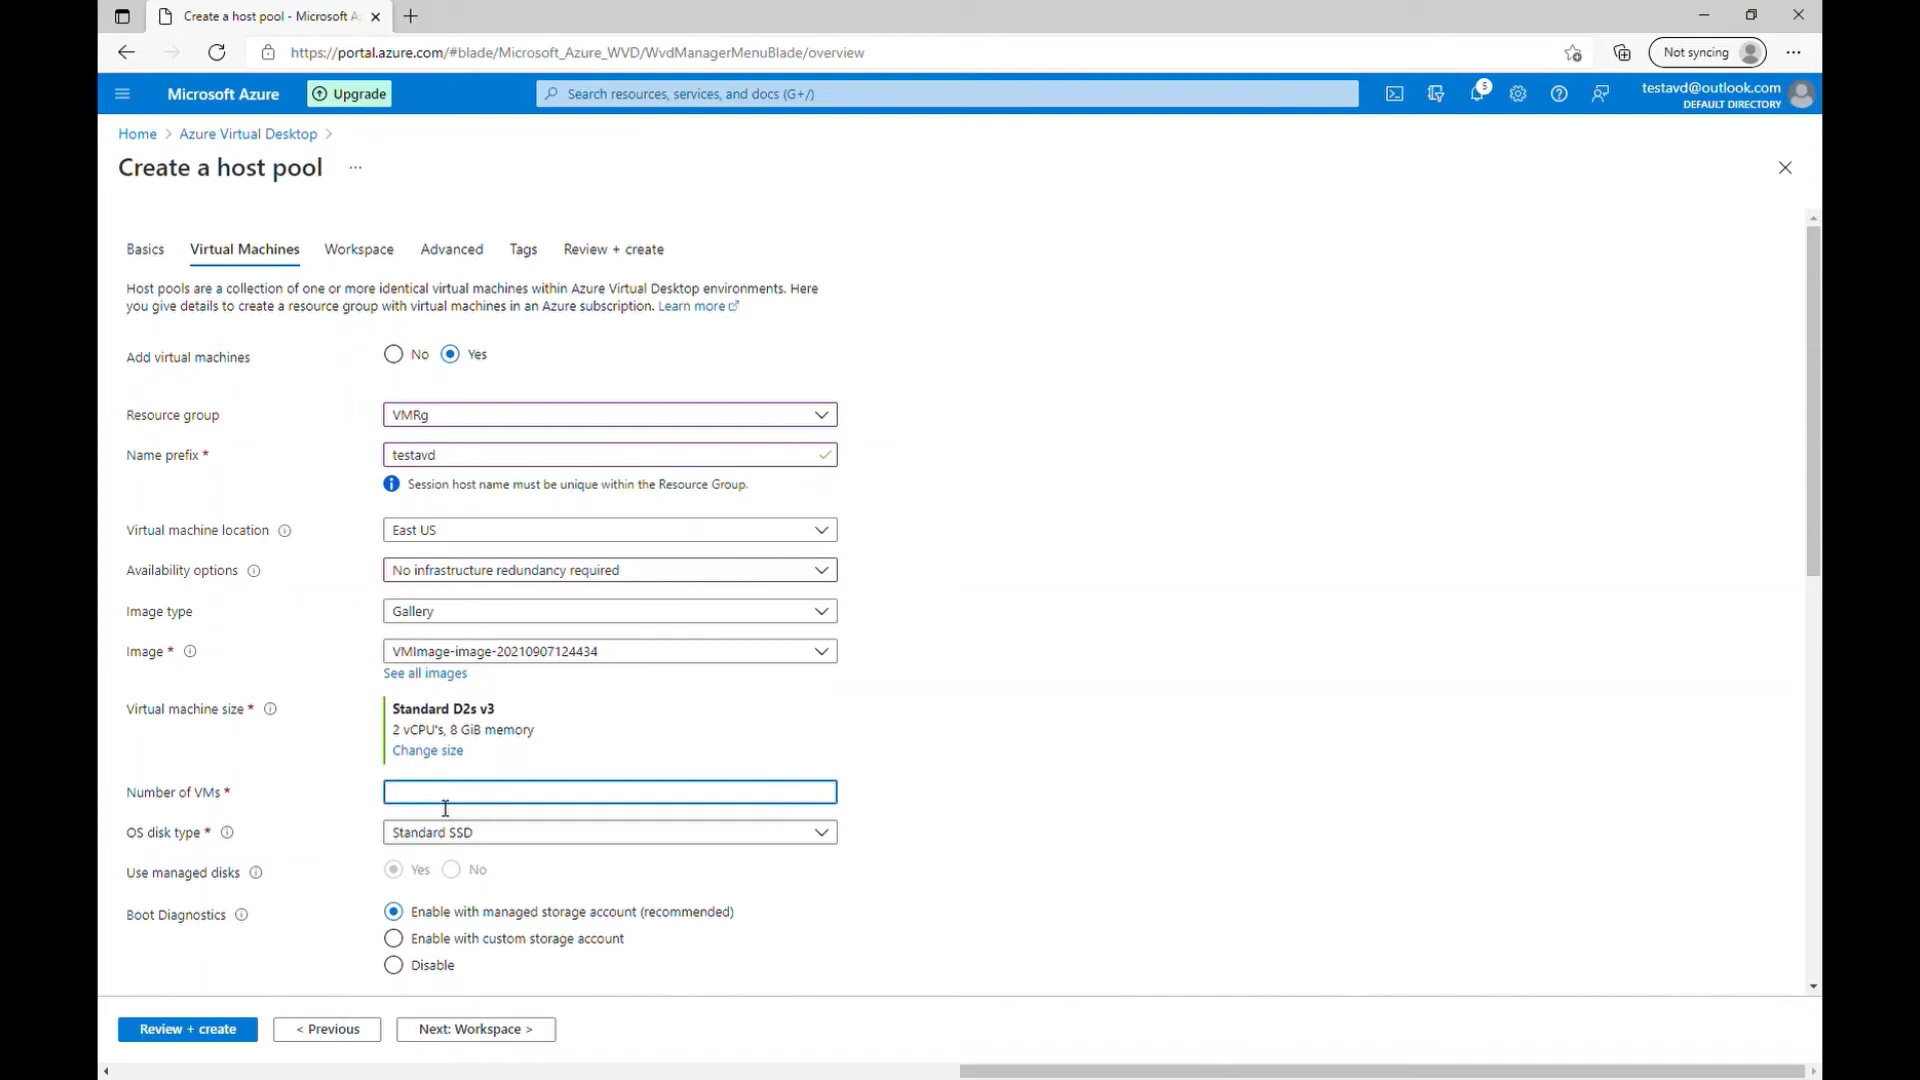 Create a host pool - Microsoft A
https://portal.azure.com/#blade/Microsoft_Azure_WVD/WvdManagerMenuBlade/overview
Not syncing
Microsoft Azure
Upgrade
Search resources, services, and docs (G+/)
5
testavd@outlook.com
DEFAULT DIRECTORY
Home > Azure Virtual Desktop >
Create a host pool ...
Basics Virtual Machines Workspace Advanced Tags Review + create
Host pools are a collection of one or more identical virtual machines within Azure Virtual Desktop environments. Here
you give details to create a resource group with virtual machines in an Azure subscription. Learn more
Add virtual machines No Yes
Resource group VMRg
Name prefix * testavd
Session host name must be unique within the Resource Group.
Virtual machine location East US
Availability options No infrastructure redundancy required
Image type Gallery
Image * VMImage-image-20210907124434
See all images
Virtual machine size * Standard D2s v3
2 vCPU's, 8 GiB memory
Change size
Number of VMs *
OS disk type * Standard SSD
Use managed disks Yes No
Boot Diagnostics Enable with managed storage account (recommended)
Enable with custom storage account
Disable
Review + create < Previous Next: Workspace >